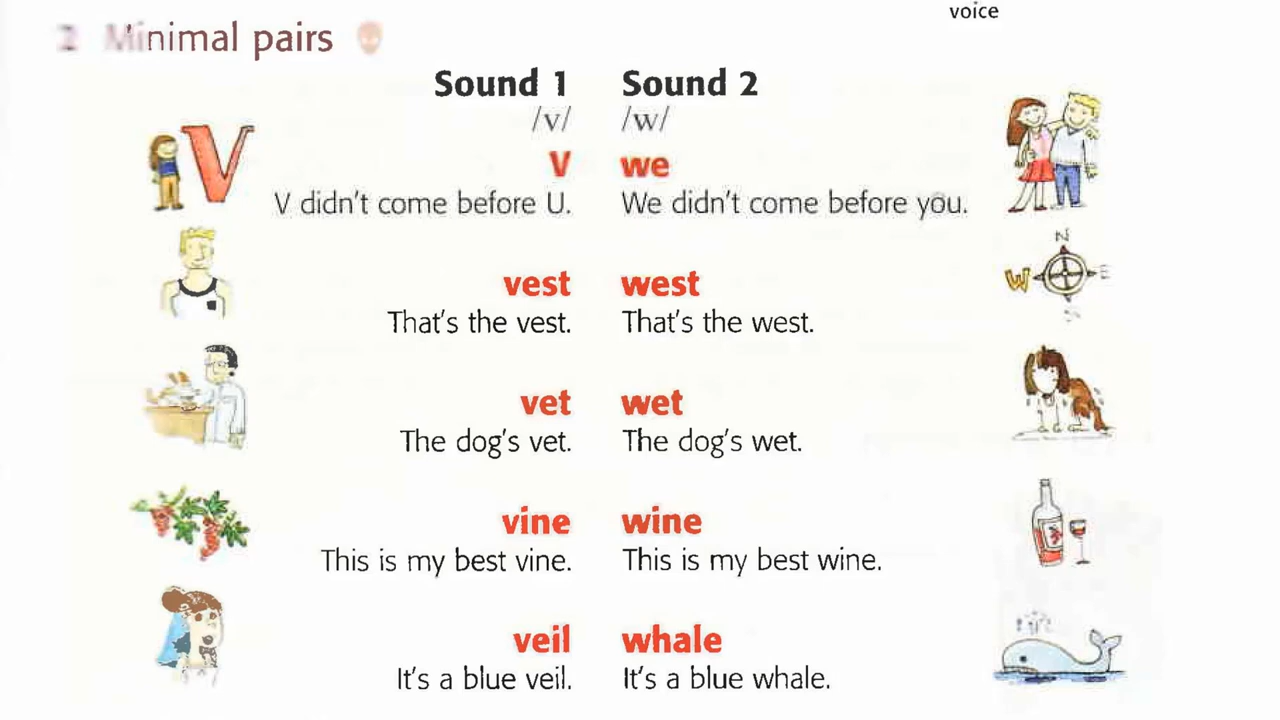 voice
2 Minimal pairs
Sound 1 Sound 2
/v/ /w/
V we
V didn't come before U. We didn't come before you.
vest west
That's the vest. That's the west.
vet wet
The dog's vet. The dog's wet.
vine wine
This is my best vine. This is my best wine.
veil whale
It's a blue veil. It's a blue whale.
V
N
W E
S